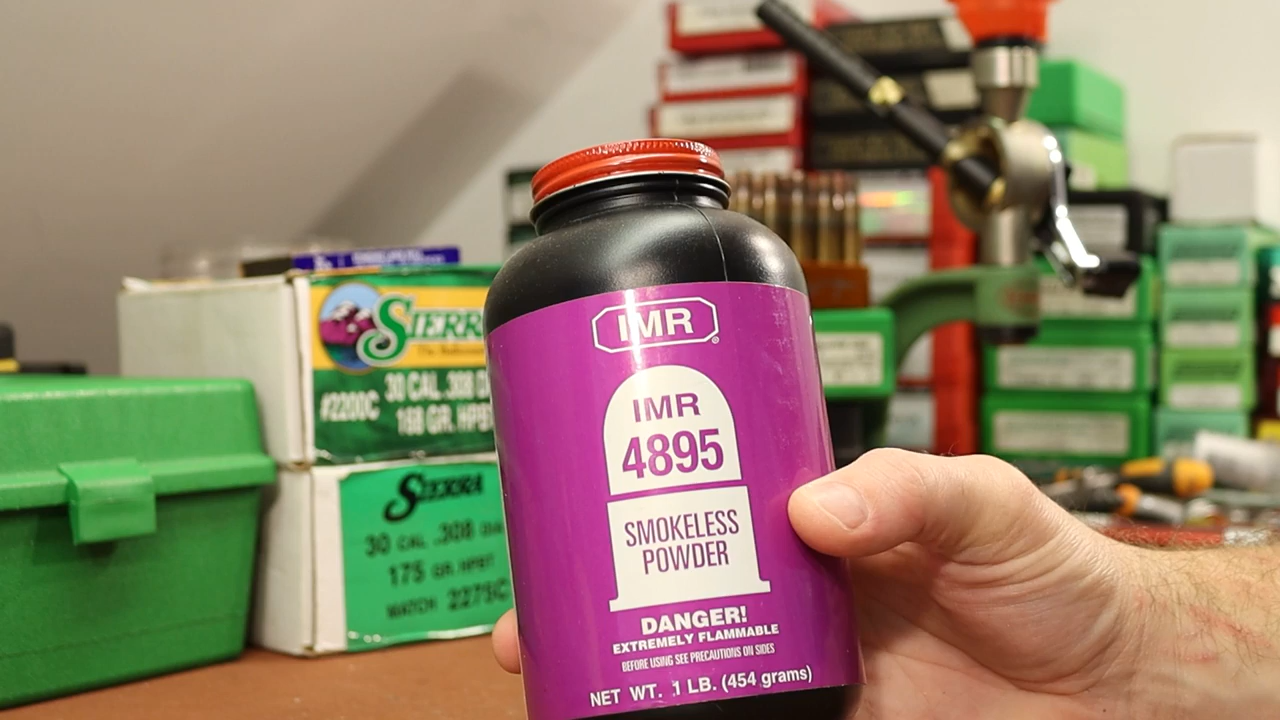 IMR
IMR
4895
SMOKELESS
POWDER
DANGER!
EXTREMELY FLAMMABLE
BEFORE USING SEE PRECAUTIONS ON SIDES
NET WT. 1 LB. (454 grams)
SIERRA
30 CAL. .308
#2200C
168 GR. HPBT
SIERRA
30 CAL. .308 DIA
175 GR. HPBT
MATCH 2275C